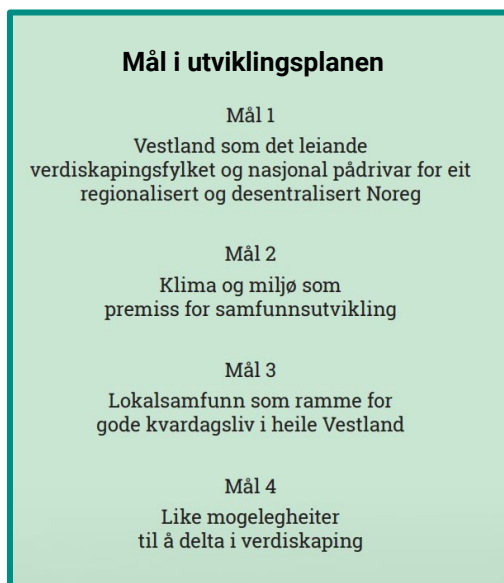 Mål i utviklingsplanen
Mål 1
Vestland som det leiande
verdiskapingsfylket og nasjonal pådrivar for eit
regionalisert og desentralisert Noreg
Mål 2
Klima og miljø som
premiss for samfunnsutvikling
Mål 3
Lokalsamfunn som ramme for
gode kvardagsliv i heile Vestland
Mål 4
Like mogelegheiter
til å delta i verdiskaping